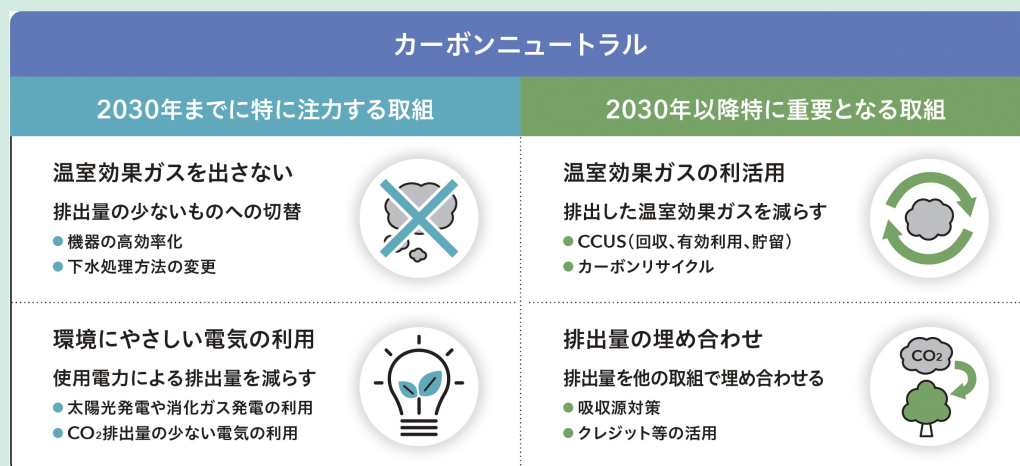 カーボンニュートラル
2030年までに特に注力する取組
2030年以降特に重要となる取組
温室効果ガスを出さない
排出量の少ないものへの切替
機器の高効率化
下水処理方法の変更
温室効果ガスの利活用
排出した温室効果ガスを減らす
CCUS（回収、有効利用、貯留）
カーボンリサイクル
環境にやさしい電気の利用
使用電力による排出量を減らす
太陽光発電や消化ガス発電の利用
CO₂排出量の少ない電気の利用
排出量の埋め合わせ
排出量を他の取組で埋め合わせる
吸収源対策
クレジット等の活用
CO₂